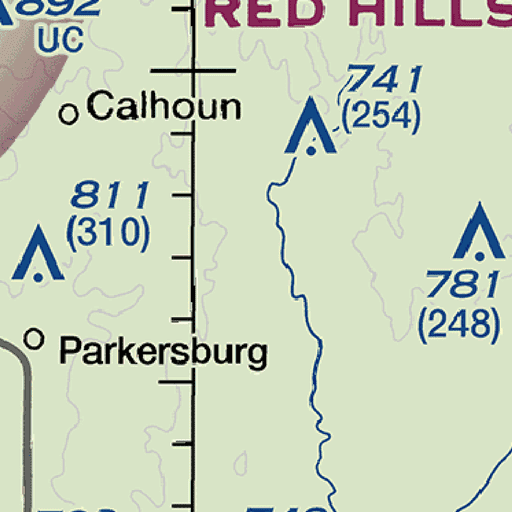 892
UC
RED HILLS
Calhoun
741
(254)
811
(310)
781
(248)
Parkersburg